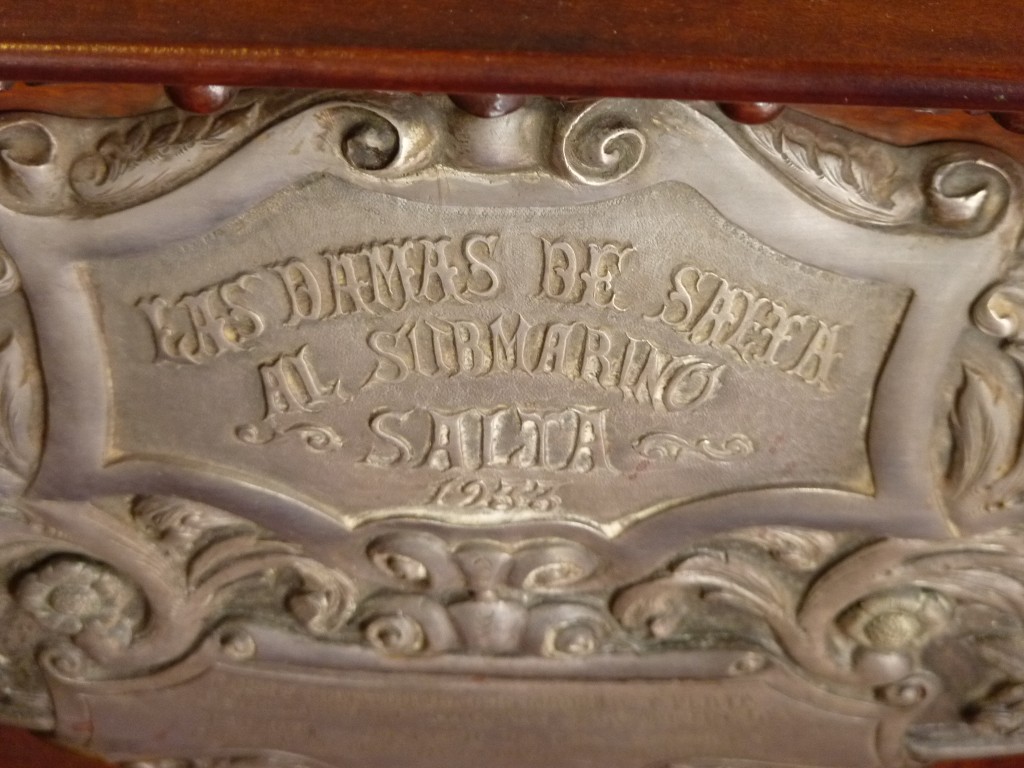 LAS DAMAS DE SALTA
AL SUBMARINO
SALTA
1933